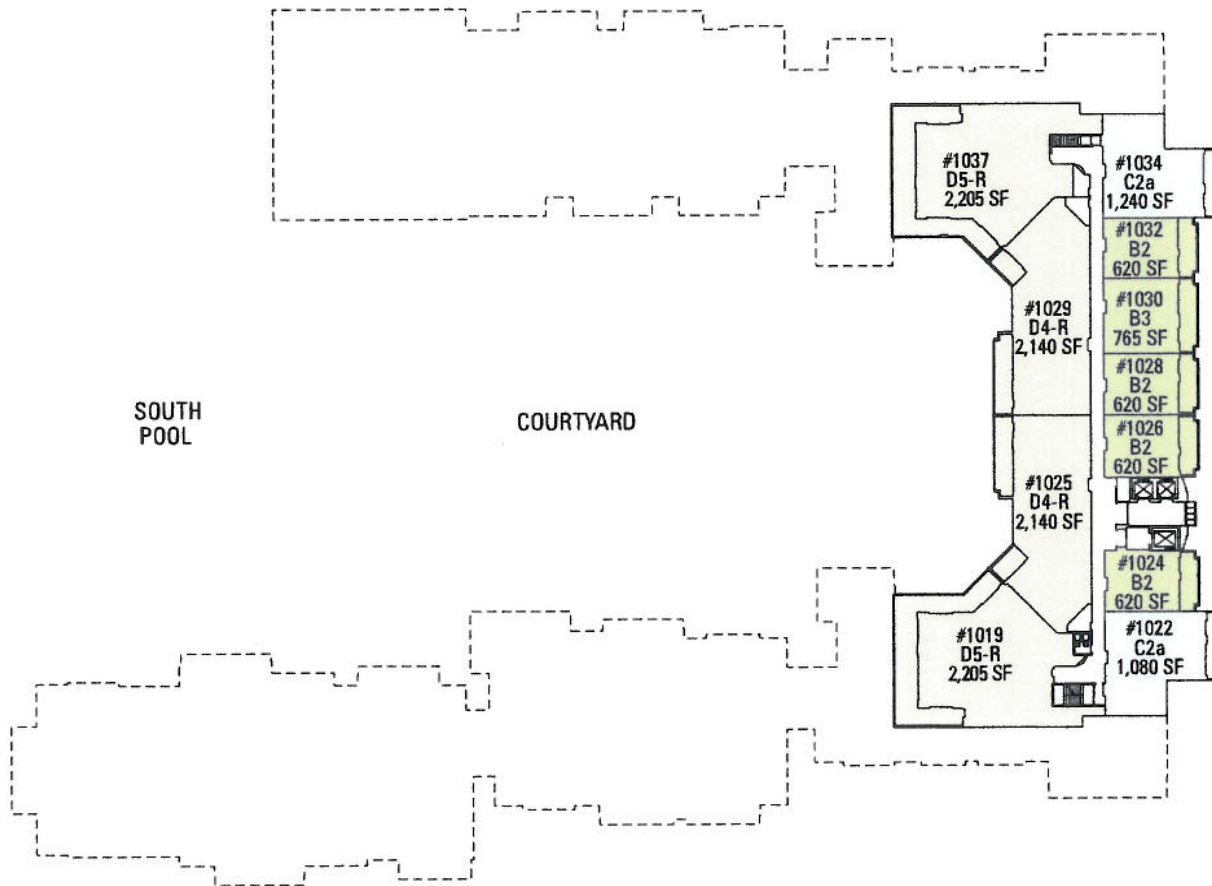 #1037
D5-R
2,205 SF
#1034
C2a
1,240 SF
#1032
B2
620 SF
#1030
B3
765 SF
#1029
D4-R
2,140 SF
#1028
B2
620 SF
SOUTH
POOL
COURTYARD
#1026
B2
620 SF
#1025
D4-R
2,140 SF
#1024
B2
620 SF
#1019
D5-R
2,205 SF
#1022
C2a
1,080 SF